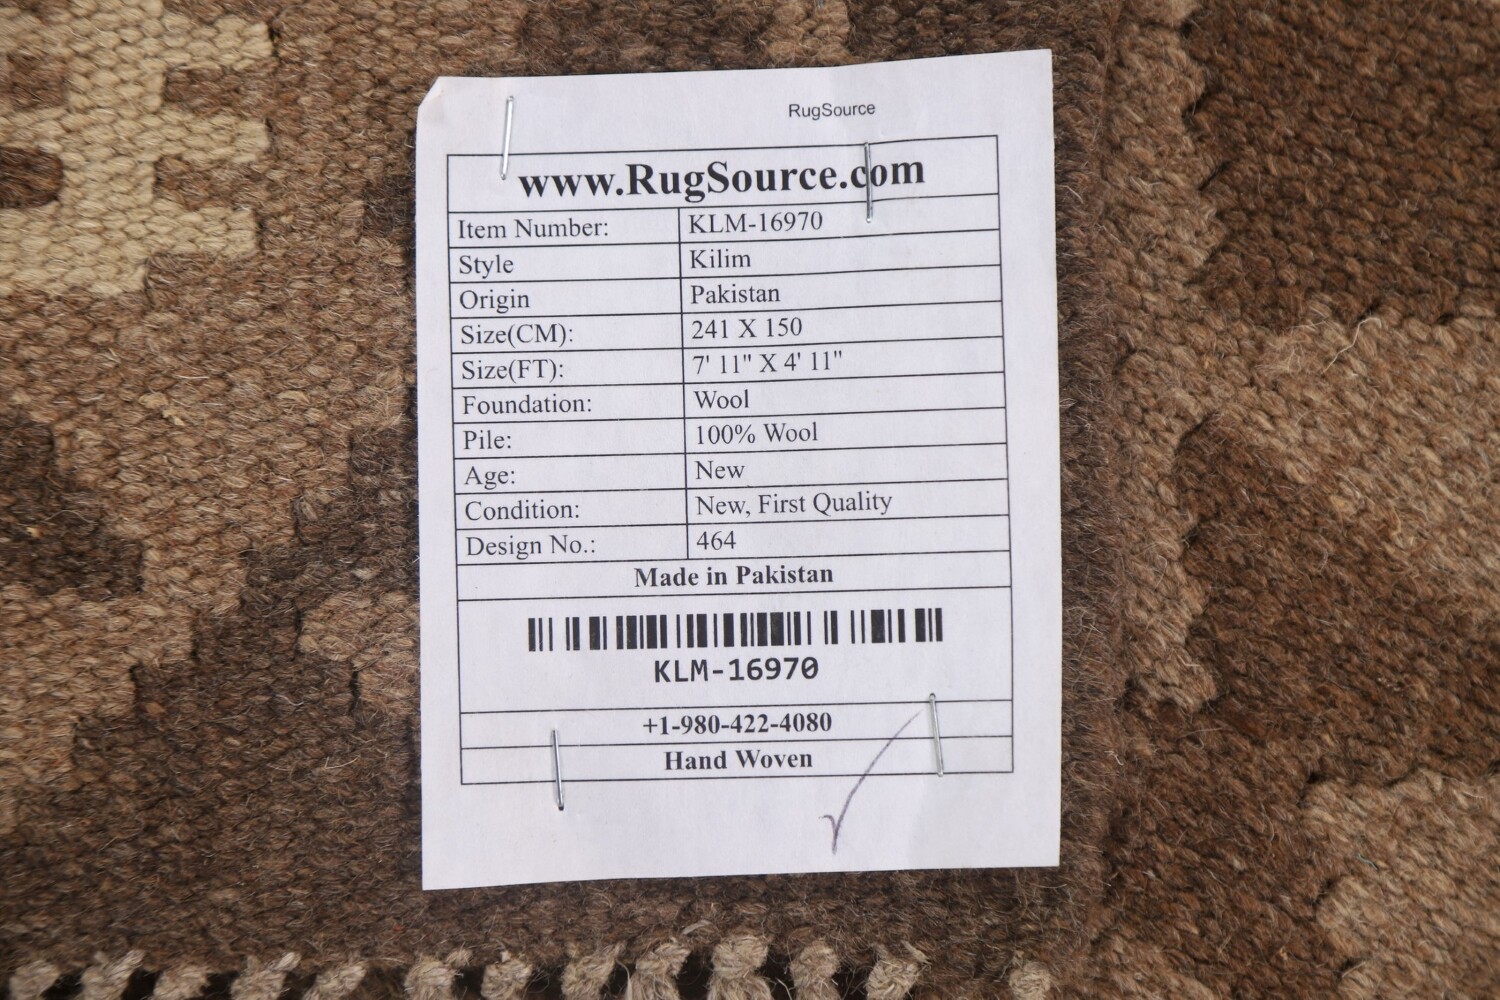 RugSource
www.RugSource.com
Item Number: KLM-16970
Style Kilim
Origin Pakistan
Size(CM): 241 X 150
Size(FT): 7' 11" X 4' 11"
Foundation: Wool
Pile: 100% Wool
Age: New
Condition: New, First Quality
Design No.: 464
Made in Pakistan
KLM-16970
+1-980-422-4080
Hand Woven